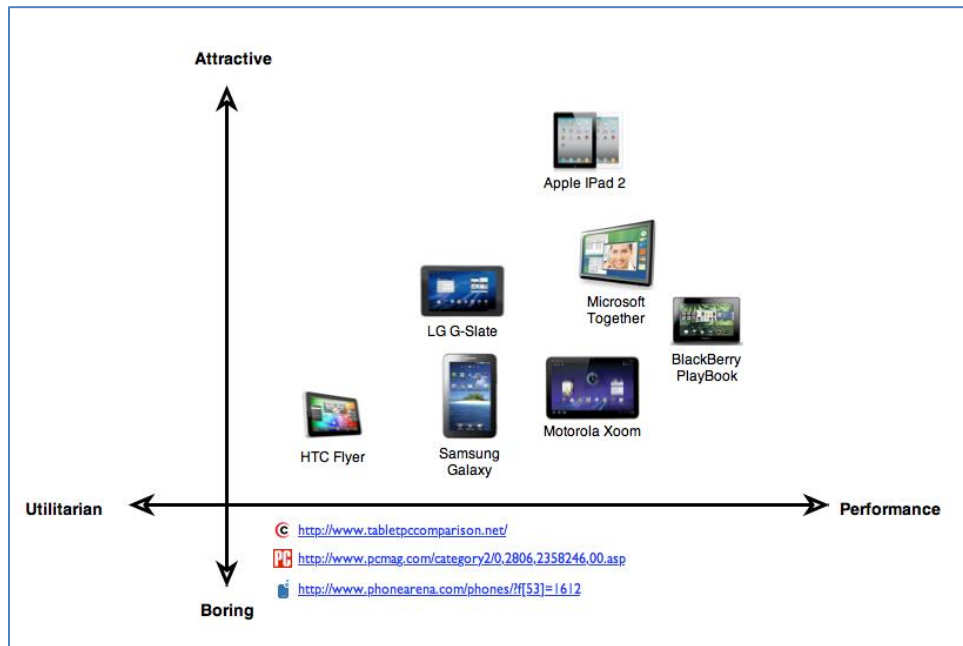 Attractive
Apple IPad 2
Microsoft
Together
LG G-Slate
BlackBerry
PlayBook
Motorola Xoom
HTC Flyer
Samsung
Galaxy
Utilitarian
Performance
C http://www.tabletpccomparison.net/
PC http://www.pcmag.com/category2/0,2806,2358246,00.asp
http://www.phonearena.com/phones/?f[53]=1612
Boring